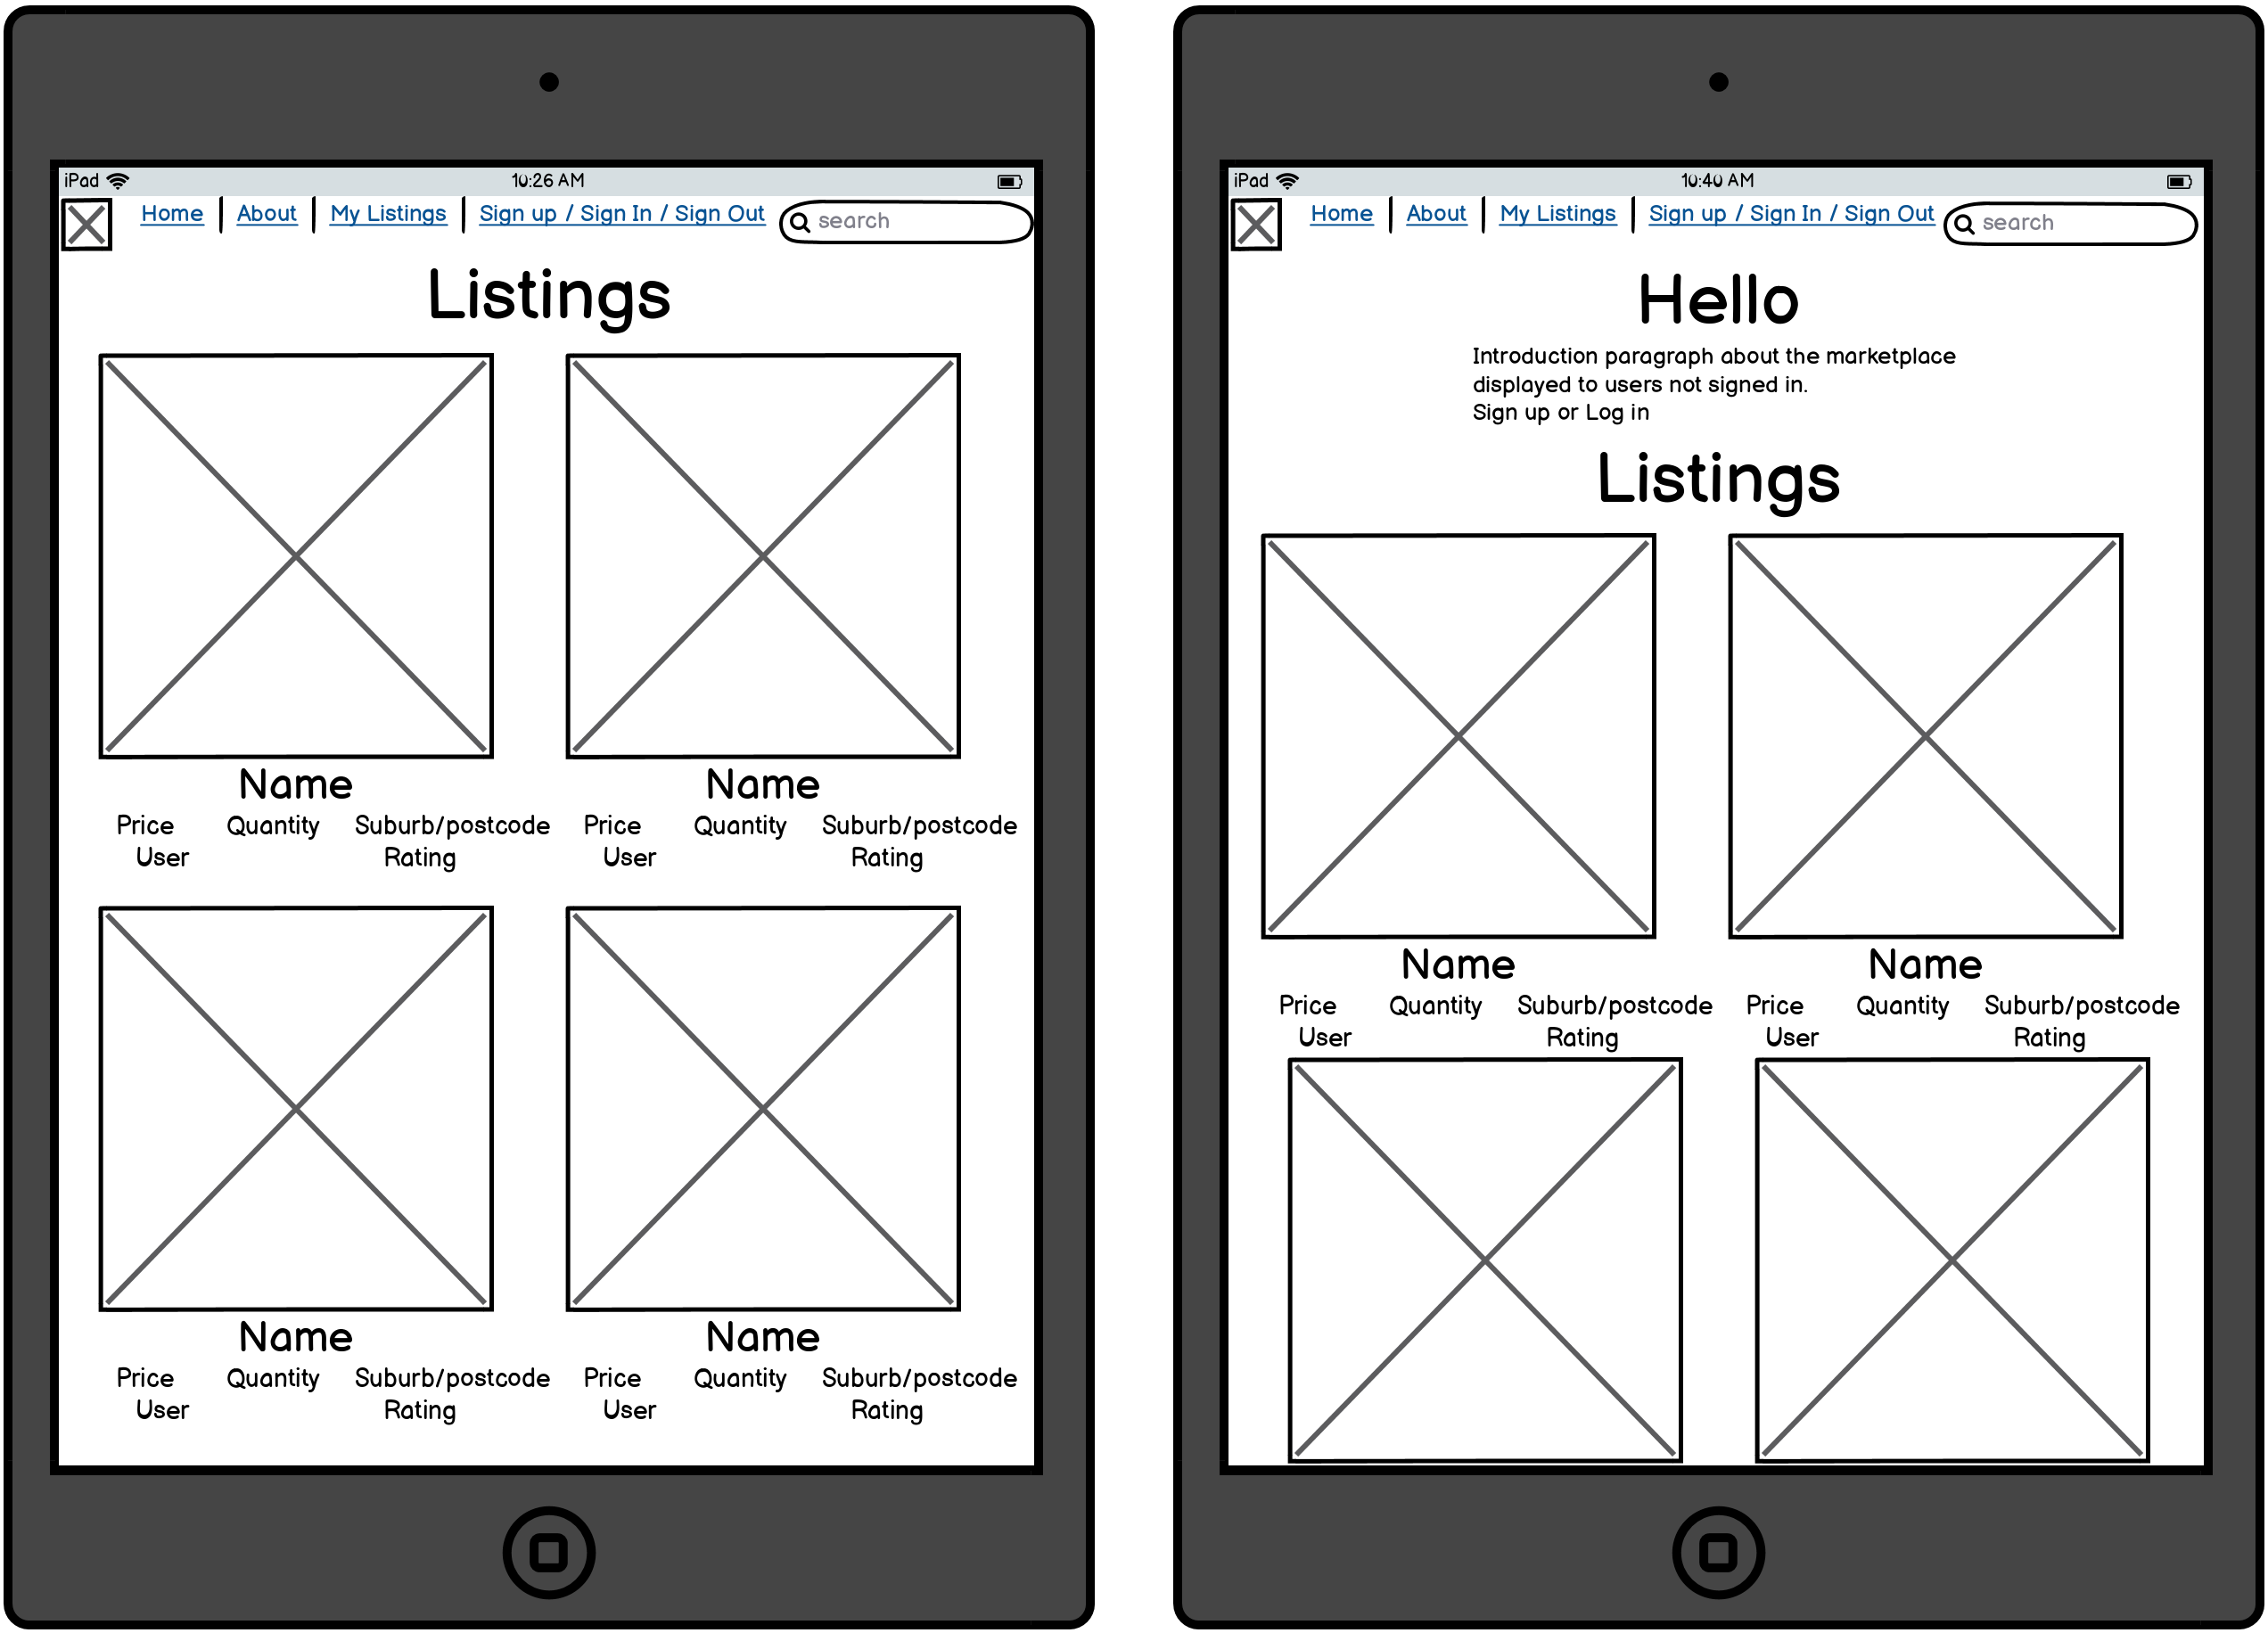 iPad 10:26 AM
Home About My Listings Sign up / Sign In / Sign Out search
Listings
Name Name
Price Quantity Suburb/postcode Price Quantity Suburb/postcode
User Rating User Rating
Name Name
Price Quantity Suburb/postcode Price Quantity Suburb/postcode
User Rating User Rating
iPad 10:40 AM
Home About My Listings Sign up / Sign In / Sign Out search
Hello
Introduction paragraph about the marketplace
displayed to users not signed in.
Sign up or Log in
Listings
Name Name
Price Quantity Suburb/postcode Price Quantity Suburb/postcode
User Rating User Rating